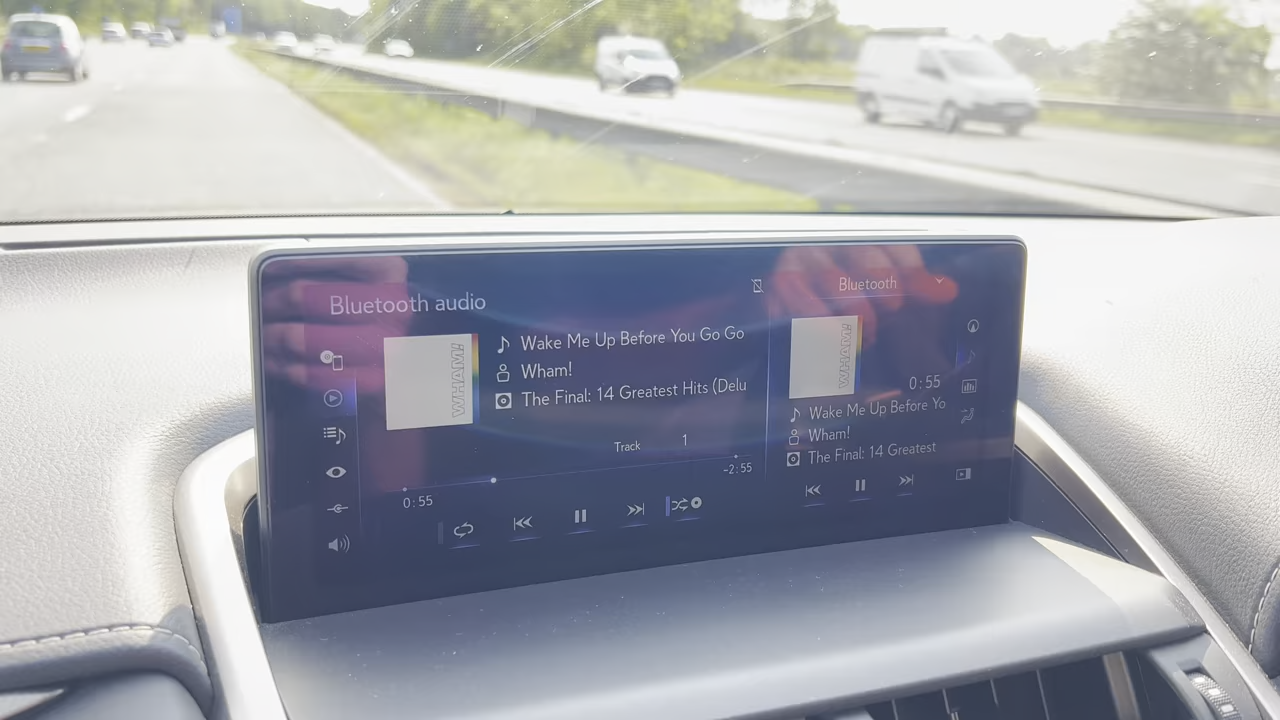 Bluetooth audio
WHAM!
Wake Me Up Before You Go Go
Wham!
The Final: 14 Greatest Hits (Delu
Track 1
0:55
-2:55
Bluetooth
WHAM!
0:55
Wake Me Up Before Yo
Wham!
The Final: 14 Greatest